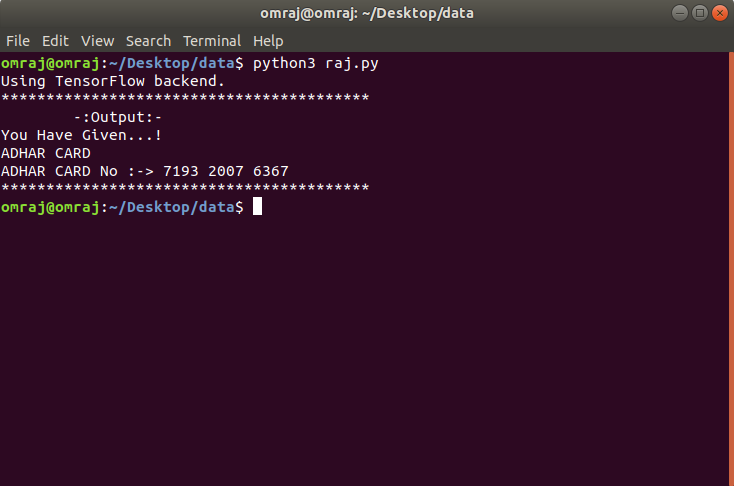 omraj@omraj: ~/Desktop/data
File Edit View Search Terminal Help
omraj@omraj:~/Desktop/data$ python3 raj.py
Using TensorFlow backend.
*****************************************
-:Output:-
You Have Given...!
ADHAR CARD
ADHAR CARD No :-> 7193 2007 6367
*****************************************
omraj@omraj:~/Desktop/data$